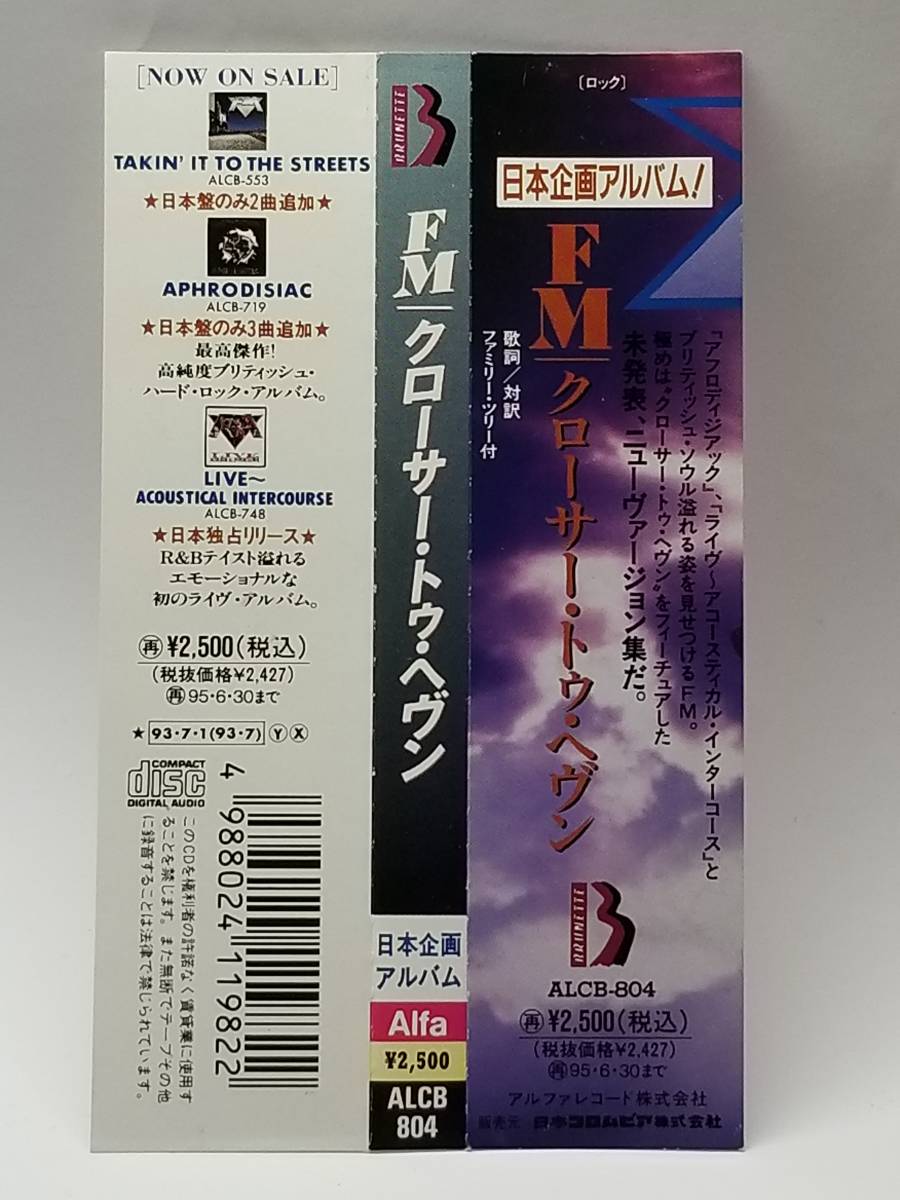 [NOW ON SALE]
TAKIN' IT TO THE STREETS
ALCB-553
★日本盤のみ2曲追加★
APHRODISIAC
ALCB-719
★日本盤のみ3曲追加★
最高傑作!
高純度ブリティッシュ・
ハード・ロック・アルバム。
LIVE〜
ACOUSTICAL INTERCOURSE
ALCB-748
★日本独占リリース★
R&Bテイスト溢れる
エモーショナルな
初のライヴ・アルバム。
再 ¥2,500(税込)
(税抜価格¥2,427)
再 95・6・30まで
★ 93・7・1(93・7) Y X
COMPACT
disc
DIGITAL AUDIO
4 988024 119822
このCDを権利者の許諾なく賃貸業に使用す
ることを禁じます。また無断でテープその他
に録音することは法律で禁じられています。
BRUNETTE
FM/クローサー・トゥ・ヘヴン
日本企画
アルバム
Alfa
¥2,500
ALCB
804
〔ロック〕
日本企画アルバム!
「アフロディジアック」、「ライヴ〜アコースティカル・インターコース」と
ブリティッシュ・ソウル溢れる姿を見せつけるFM。
極めは“クローサー・トゥ・ヘヴン”をフィーチュアした
未発表、ニューヴァージョン集だ。
FM/クローサー・トゥ・ヘヴン
歌詞/対訳
ファミリー・ツリー付
BRUNETTE
ALCB-804
再 ¥2,500(税込)
(税抜価格¥2,427)
再 95・6・30まで
アルファレコード株式会社
販売元 日本コロムビア株式会社